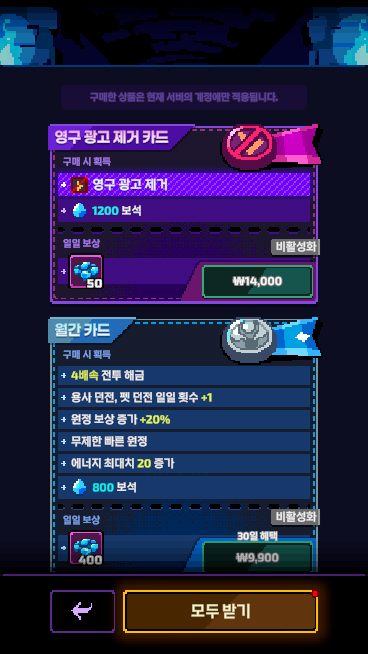 구매한 상품은 현재 서버의 계정에만 적용됩니다.
영구 광고 제거 카드
구매 시 획득
+ 영구 광고 제거
+ 1200 보석
일일 보상
비활성화
+ 50
₩14,000
월간 카드
구매 시 획득
+ 4배속 전투 해금
+ 용사 던전, 펫 던전 일일 횟수 +1
+ 원정 보상 증가 +20%
+ 무제한 빠른 원정
+ 에너지 최대치 20 증가
+ 800 보석
일일 보상
비활성화
30일 혜택
+ 400
₩9,900
모두 받기